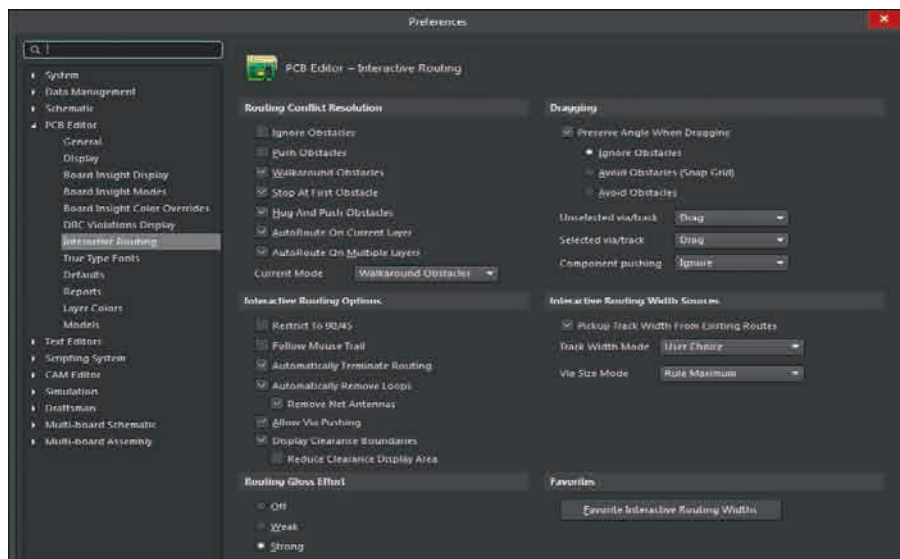 Preferences
System
Data Management
Schematic
PCB Editor
General
Display
Board Insight Display
Board Insight Modes
Board Insight Color Overrides
DRC Violations Display
Interactive Routing
True Type Fonts
Defaults
Reports
Layer Colors
Models
Text Editors
Scripting System
CAM Editor
Simulation
Draftsman
Multi-board Schematic
Multi-board Assembly
PCB Editor – Interactive Routing
Routing Conflict Resolution
Ignore Obstacles
Push Obstacles
Walkaround Obstacles
Stop At First Obstacle
Hug And Push Obstacles
AutoRoute On Current Layer
AutoRoute On Multiple Layers
Current Mode Walkaround Obstacles
Interactive Routing Options
Restrict To 90/45
Follow Mouse Trail
Automatically Terminate Routing
Automatically Remove Loops
Remove Net Antennas
Allow Via Pushing
Display Clearance Boundaries
Reduce Clearance Display Area
Routing Gloss Effort
Off
Weak
Strong
Dragging
Preserve Angle When Dragging
Ignore Obstacles
Avoid Obstacles (Snap Grid)
Avoid Obstacles
Unselected via/track Drag
Selected via/track Drag
Component pushing Ignore
Interactive Routing Width Sources
Pickup Track Width From Existing Routes
Track Width Mode User Choice
Via Size Mode Rule Maximum
Favorites
Favorite Interactive Routing Widths